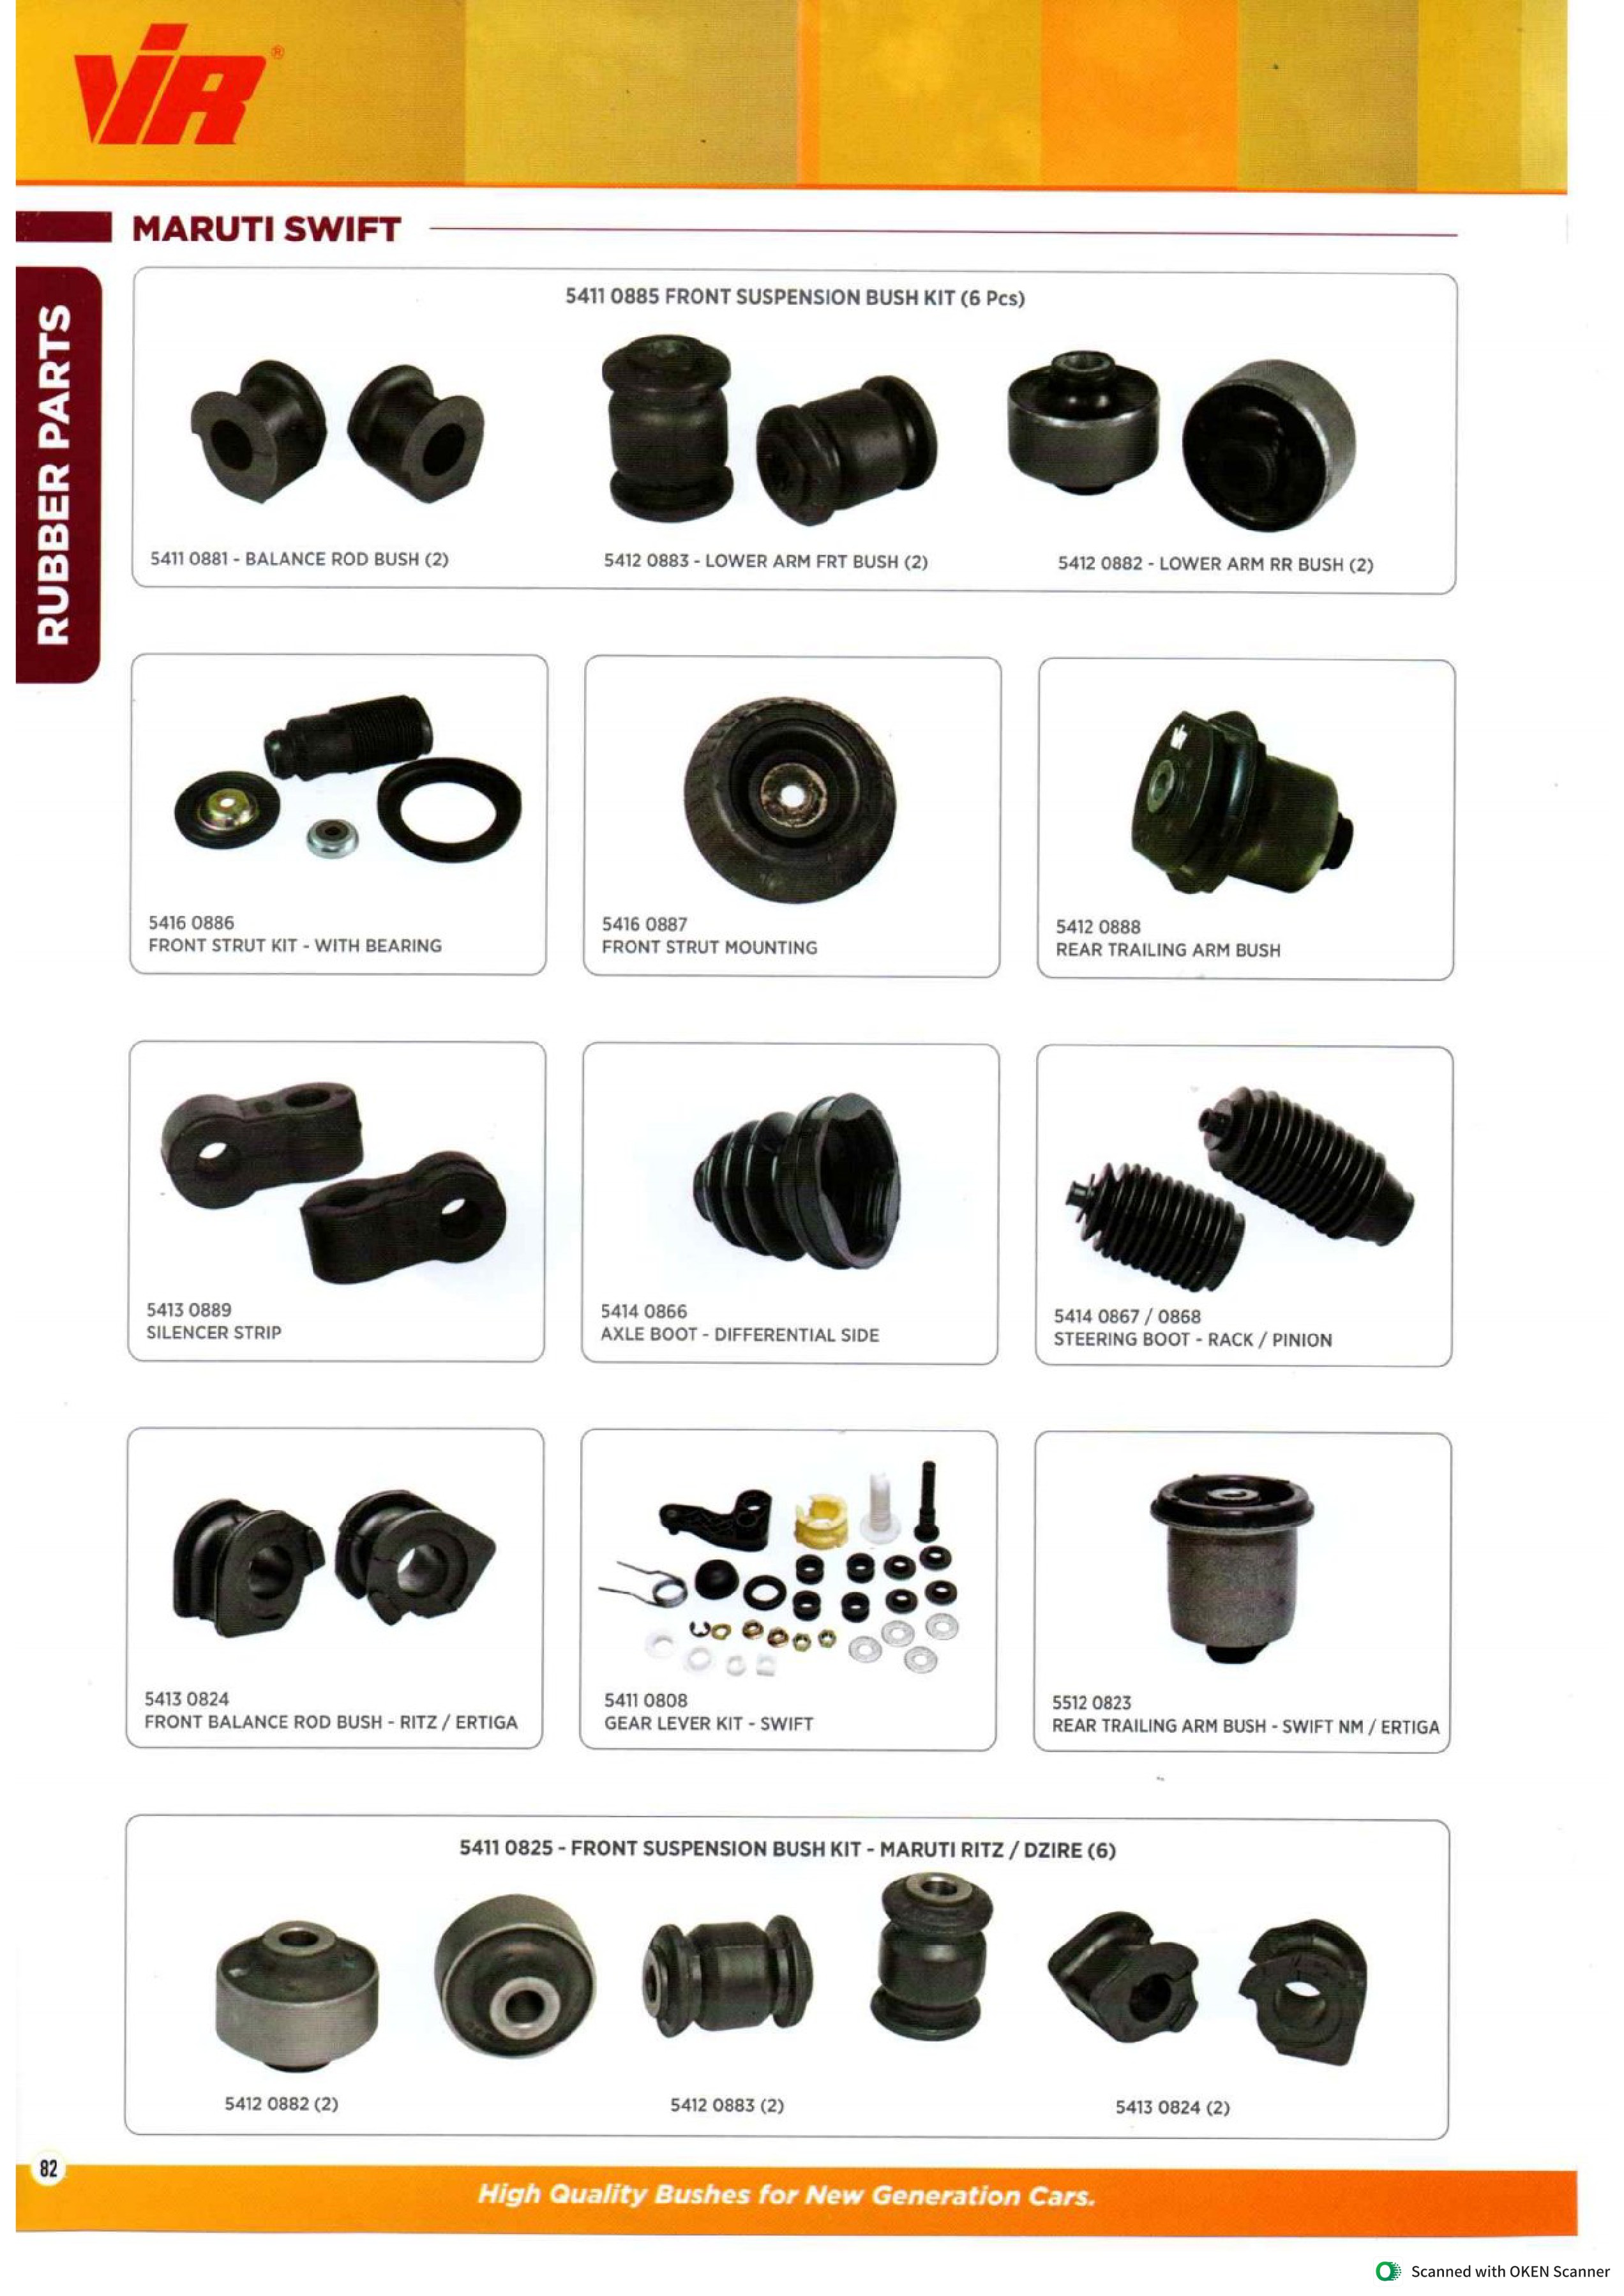 ViR®
MARUTI SWIFT
RUBBER PARTS
5411 0885 FRONT SUSPENSION BUSH KIT (6 Pcs)
5411 0881 - BALANCE ROD BUSH (2)
5412 0883 - LOWER ARM FRT BUSH (2)
5412 0882 - LOWER ARM RR BUSH (2)
5416 0886
FRONT STRUT KIT - WITH BEARING
5416 0887
FRONT STRUT MOUNTING
ViR
5412 0888
REAR TRAILING ARM BUSH
5413 0889
SILENCER STRIP
5414 0866
AXLE BOOT - DIFFERENTIAL SIDE
5414 0867 / 0868
STEERING BOOT - RACK / PINION
5413 0824
FRONT BALANCE ROD BUSH - RITZ / ERTIGA
5411 0808
GEAR LEVER KIT - SWIFT
5512 0823
REAR TRAILING ARM BUSH - SWIFT NM / ERTIGA
5411 0825 - FRONT SUSPENSION BUSH KIT - MARUTI RITZ / DZIRE (6)
5412 0882 (2)
5412 0883 (2)
5413 0824 (2)
82
High Quality Bushes for New Generation Cars.
Scanned with OKEN Scanner